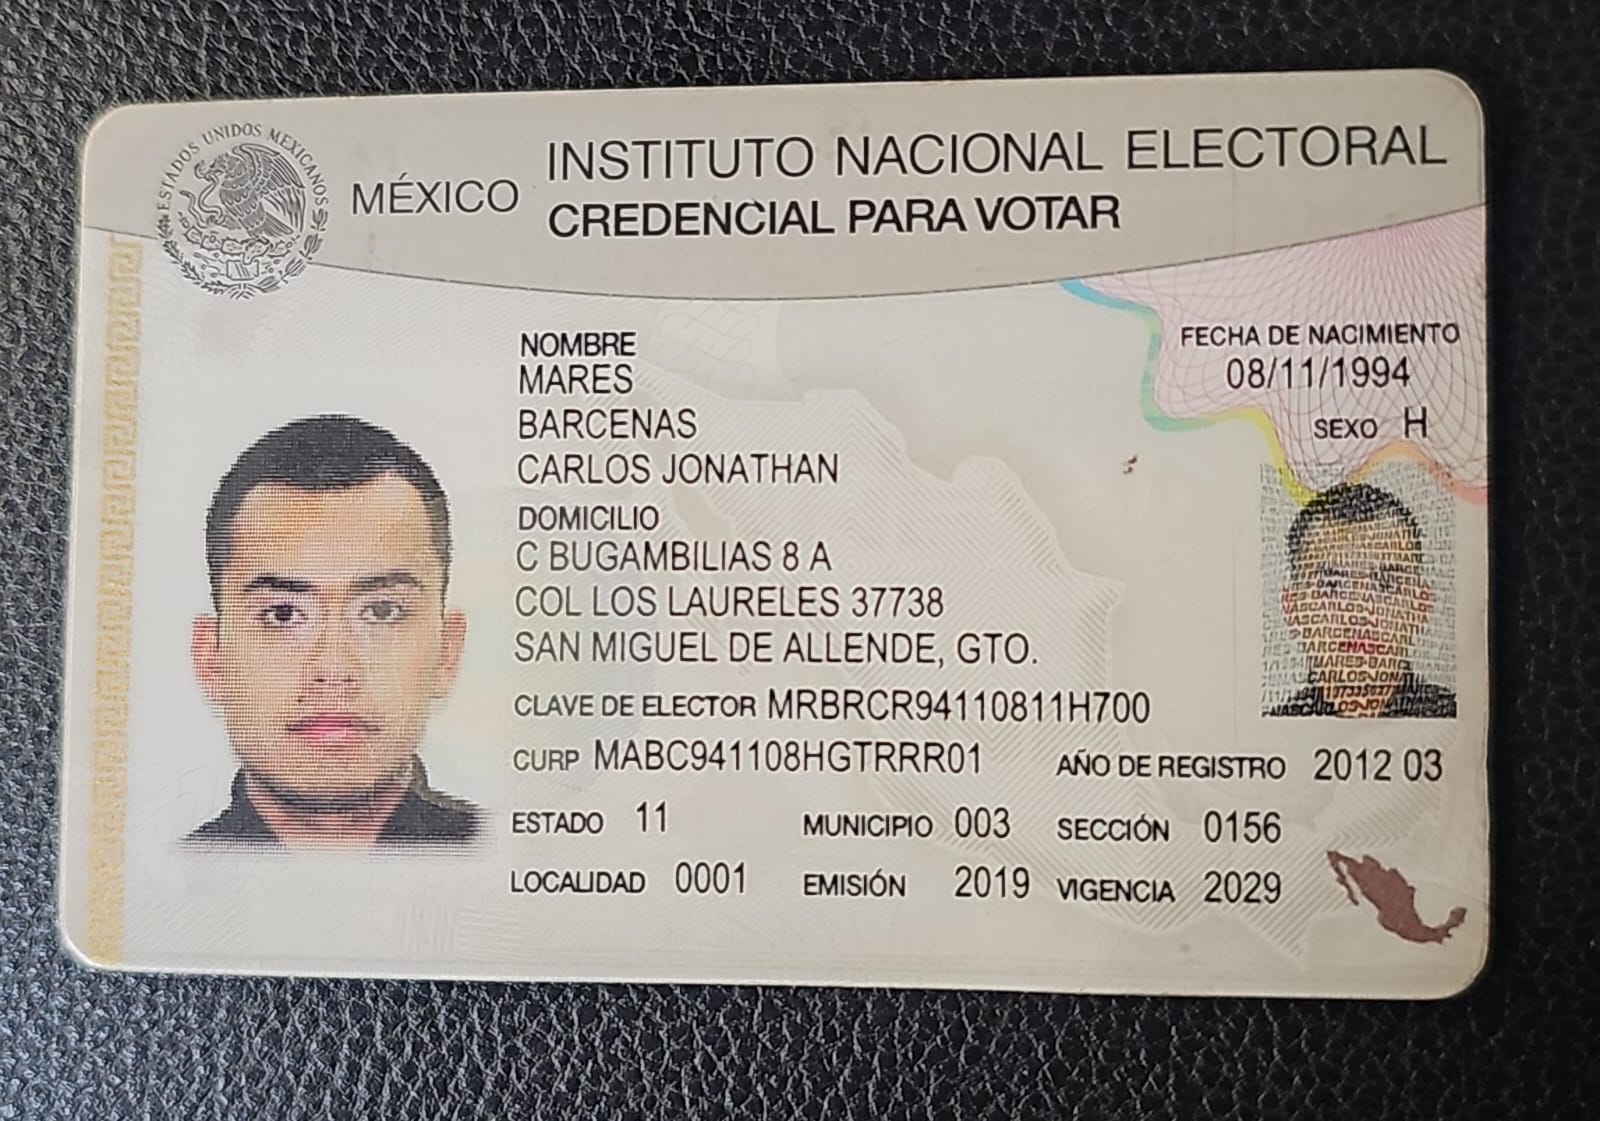 ESTADOS UNIDOS MEXICANOS
MÉXICO
INSTITUTO NACIONAL ELECTORAL
CREDENCIAL PARA VOTAR
NOMBRE
MARES
BARCENAS
CARLOS JONATHAN
DOMICILIO
C BUGAMBILIAS 8 A
COL LOS LAURELES 37738
SAN MIGUEL DE ALLENDE, GTO.
FECHA DE NACIMIENTO
08/11/1994
SEXO H
CLAVE DE ELECTOR MRBRCR94110811H700
CURP MABC941108HGTRRR01 AÑO DE REGISTRO 2012 03
ESTADO 11 MUNICIPIO 003 SECCIÓN 0156
LOCALIDAD 0001 EMISIÓN 2019 VIGENCIA 2029